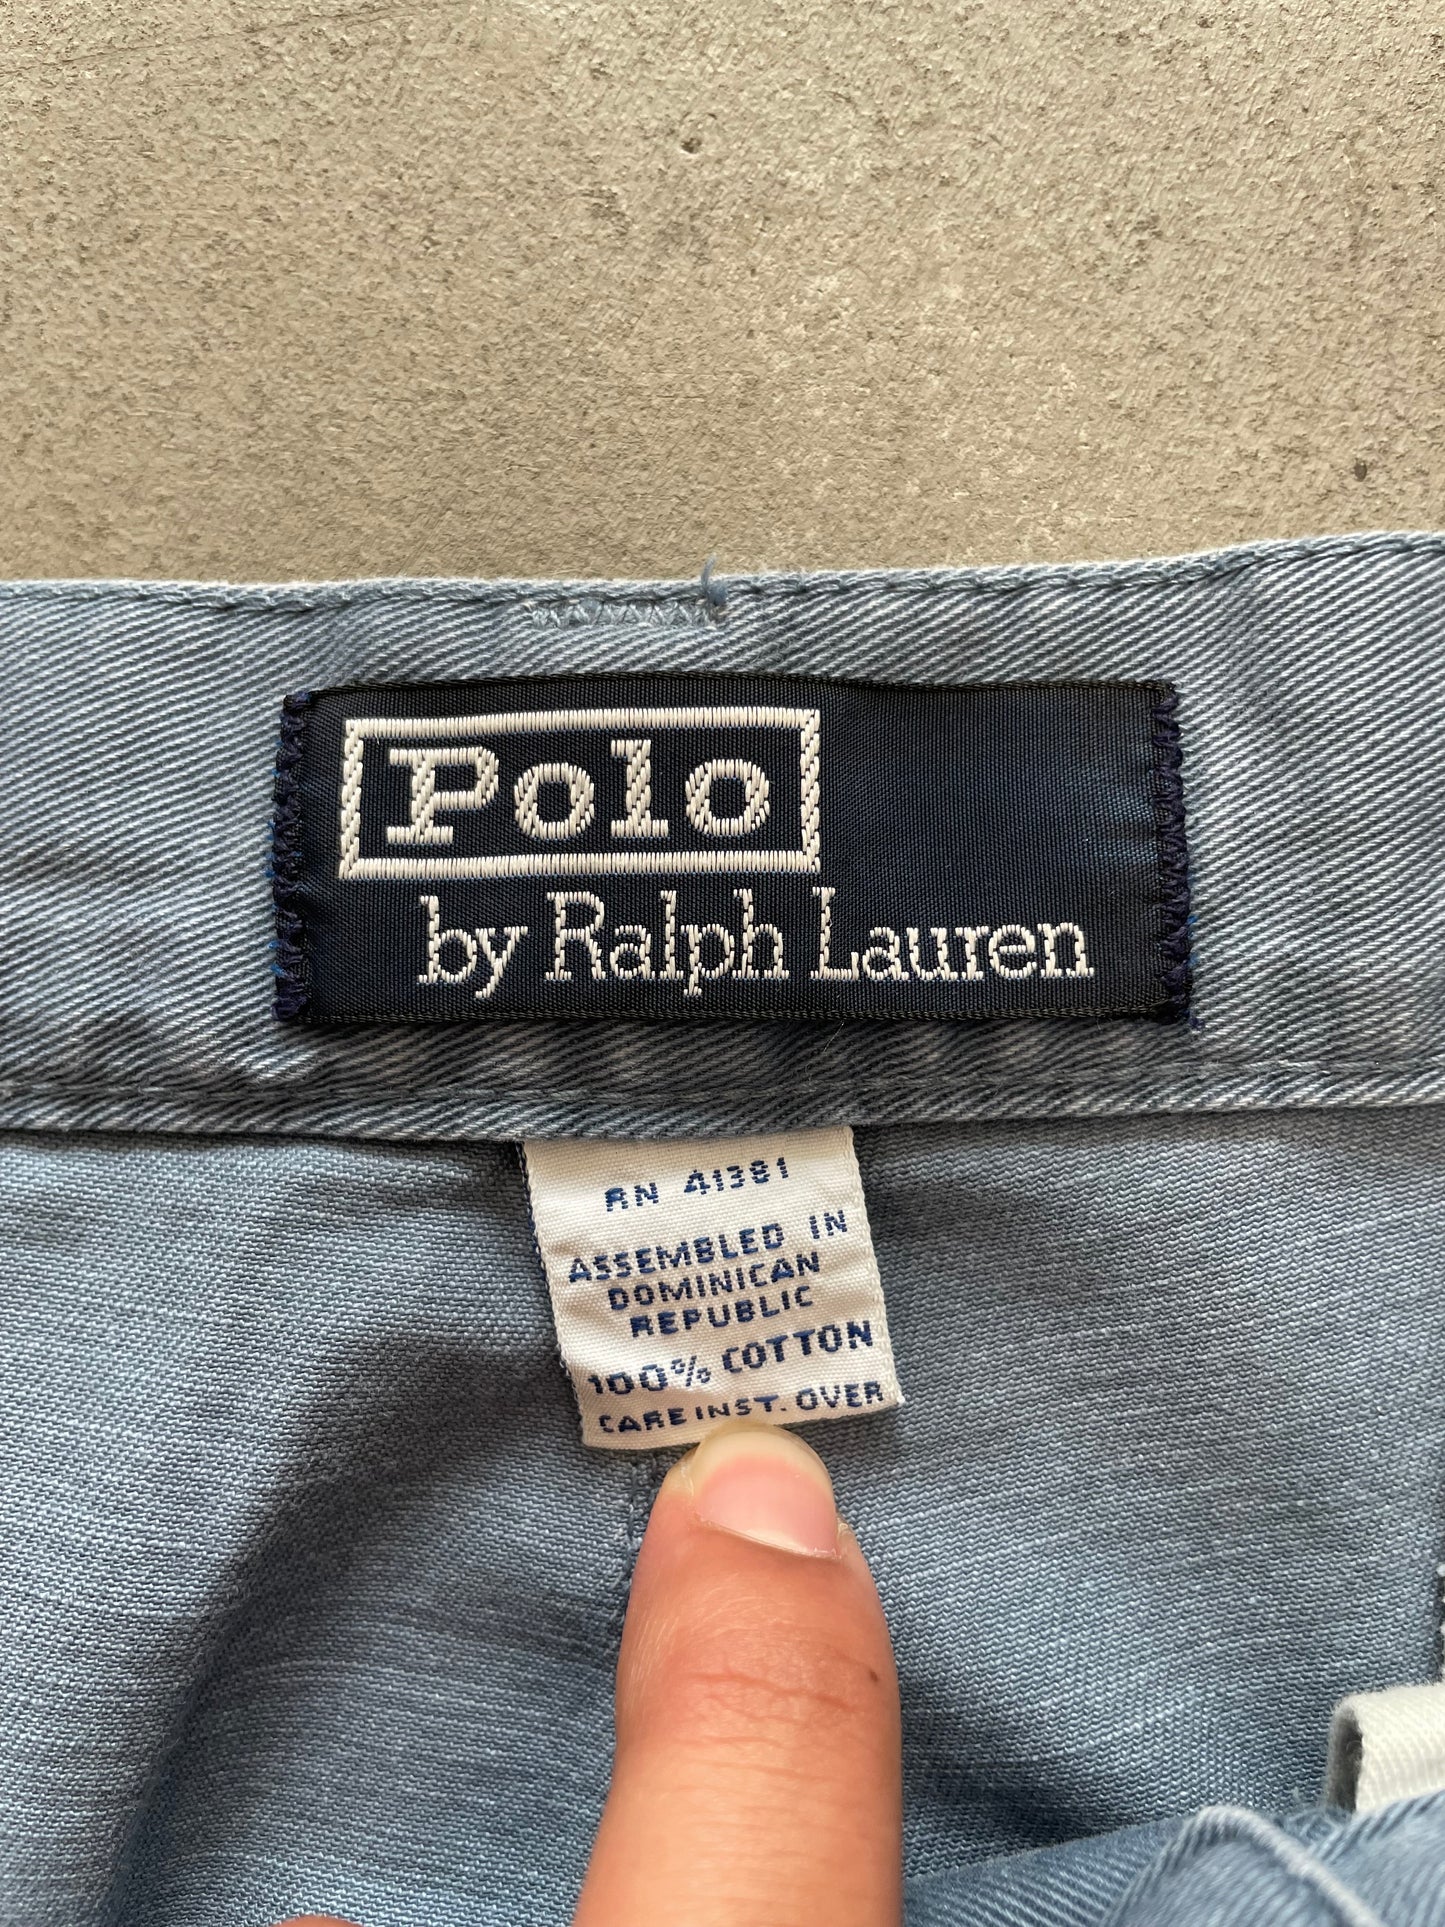 Polo
by Ralph Lauren
RN 41381
ASSEMBLED IN
DOMINICAN
REPUBLIC
100% COTTON
CARE INST. OVER